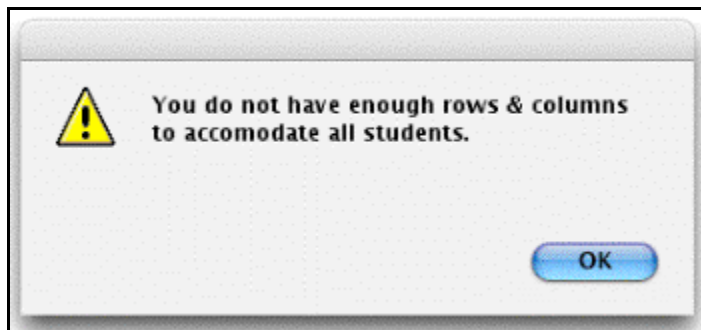 You do not have enough rows & columns
to accomodate all students.
OK